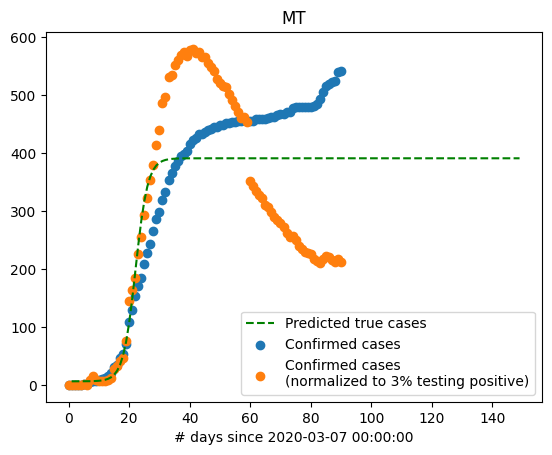 MT
600
500
400
300
200
100
0
Predicted true cases
Confirmed cases
Confirmed cases
(normalized to 3% testing positive)
0 20 40 60 80 100 120 140
# days since 2020-03-07 00:00:00